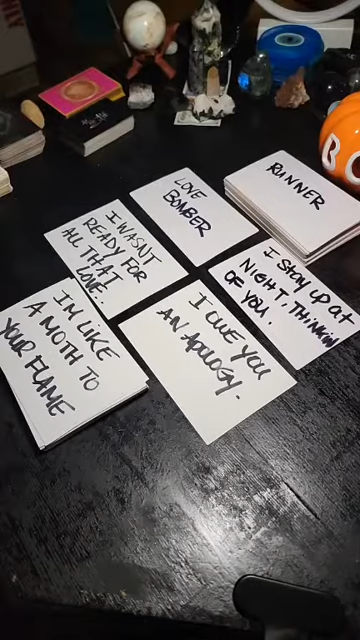 LOVE
BOMBER
RUNNER
I WASN'T
READY FOR
ALL THAT
LOVE..
I STAY UP AT
NIGHT, THINKIN
OF YOU.
I'M LIKE
A MOTH TO
YOUR FLAME
I OWE YOU
AN APOLOGY.
B